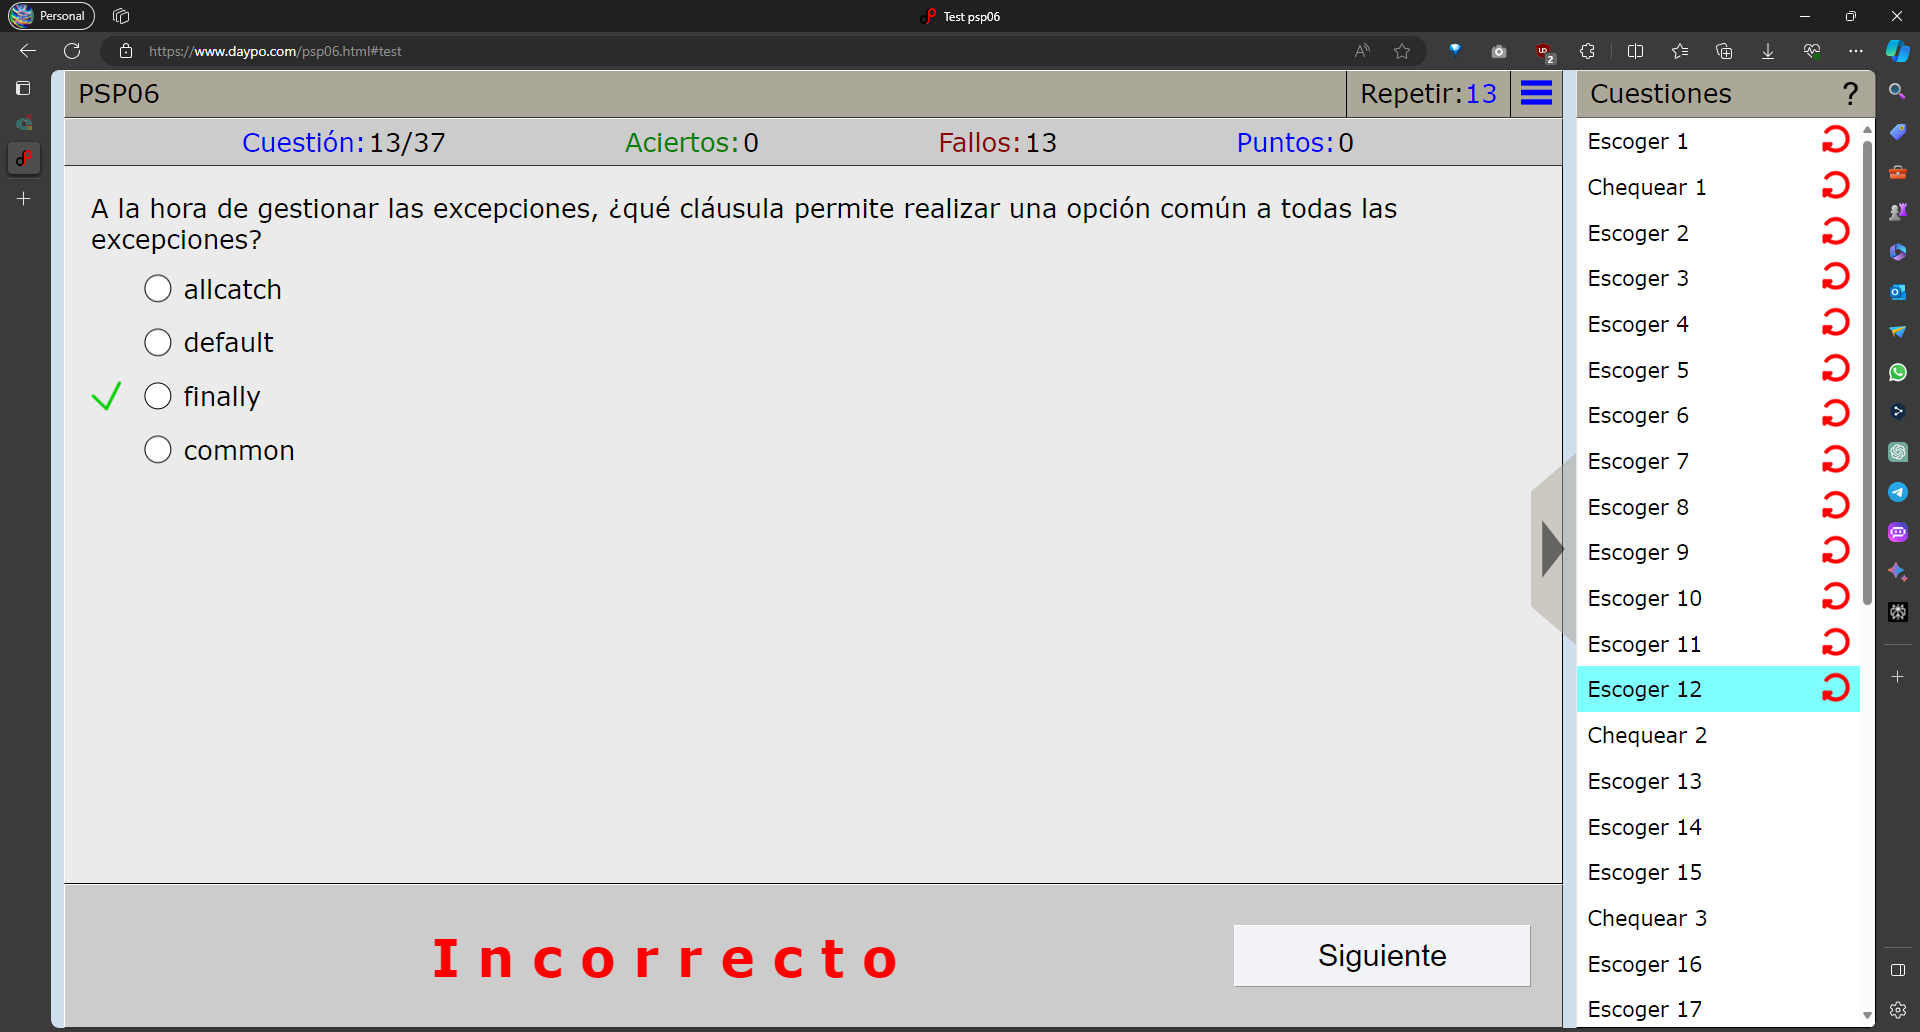 Personal
Test psp06
https://www.daypo.com/psp06.html#test
2
PSP06
Repetir:13
Cuestiones
?
Cuestión:13/37
Aciertos:0
Fallos:13
Puntos:0
A la hora de gestionar las excepciones, ¿qué cláusula permite realizar una opción común a todas las
excepciones?
allcatch
default
finally
common
Incorrecto
Siguiente
Escoger 1
Chequear 1
Escoger 2
Escoger 3
Escoger 4
Escoger 5
Escoger 6
Escoger 7
Escoger 8
Escoger 9
Escoger 10
Escoger 11
Escoger 12
Chequear 2
Escoger 13
Escoger 14
Escoger 15
Chequear 3
Escoger 16
Escoger 17